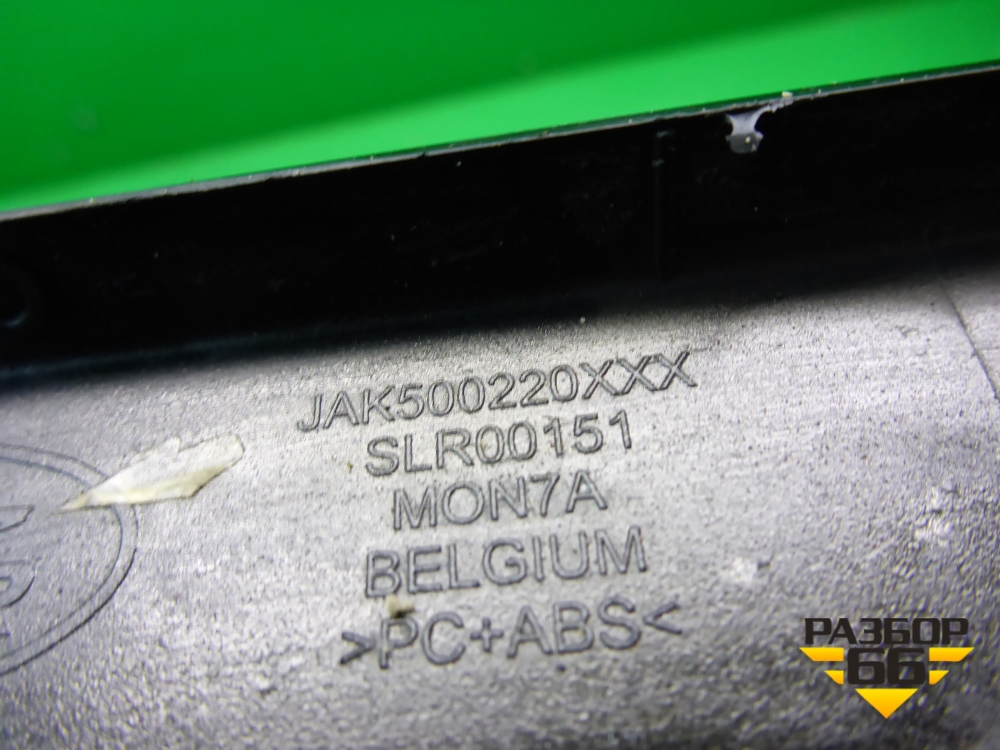 JAK500220XXX
SLR00151
MON7A
BELGIUM
>PC+ABS<
РАЗБОР
66